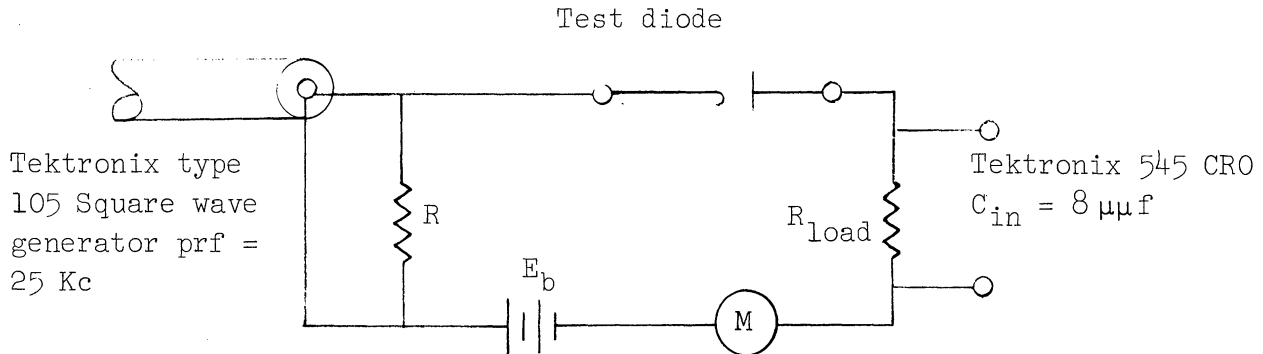 Test diode
Tektronix type
105 Square wave
generator prf =
25 Kc
R
E_b
M
R_load
Tektronix 545 CRO
C_in = 8 μμf